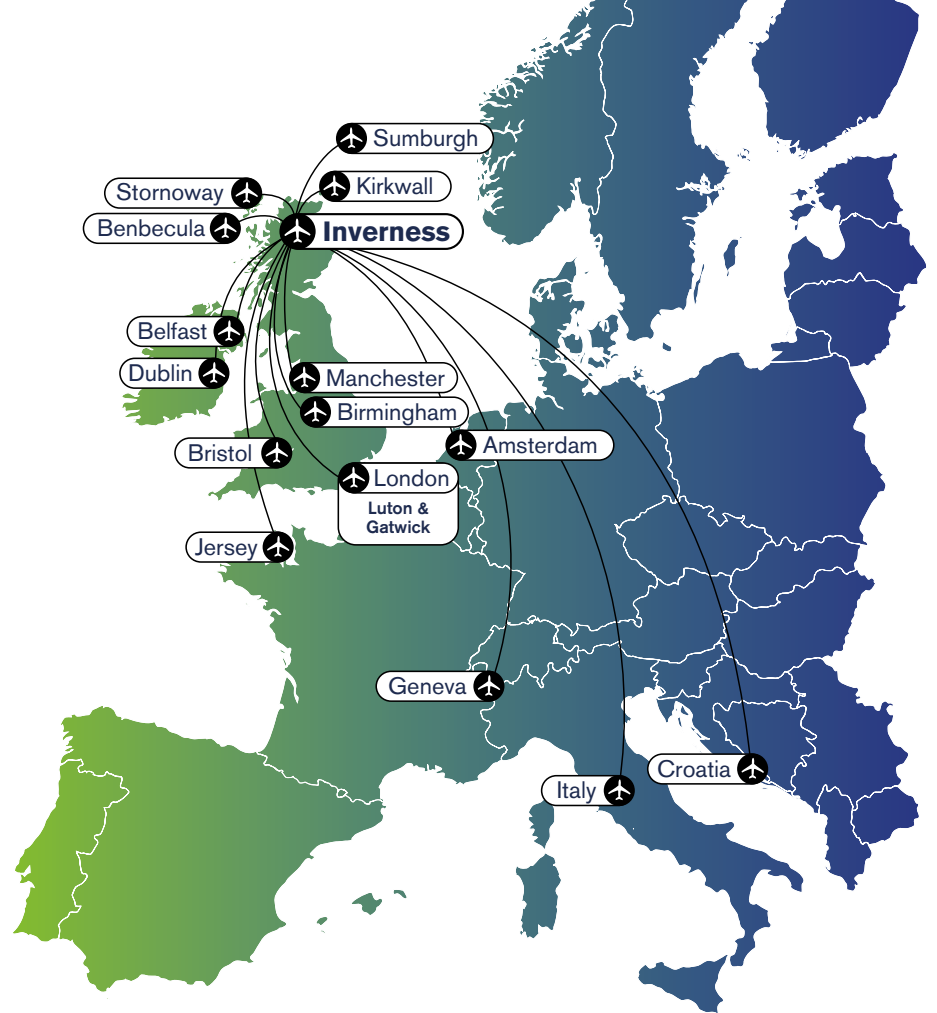 Sumburgh
Kirkwall
Stornoway
Benbecula
Inverness
Belfast
Dublin
Manchester
Birmingham
Amsterdam
Bristol
London
Luton &
Gatwick
Jersey
Geneva
Croatia
Italy